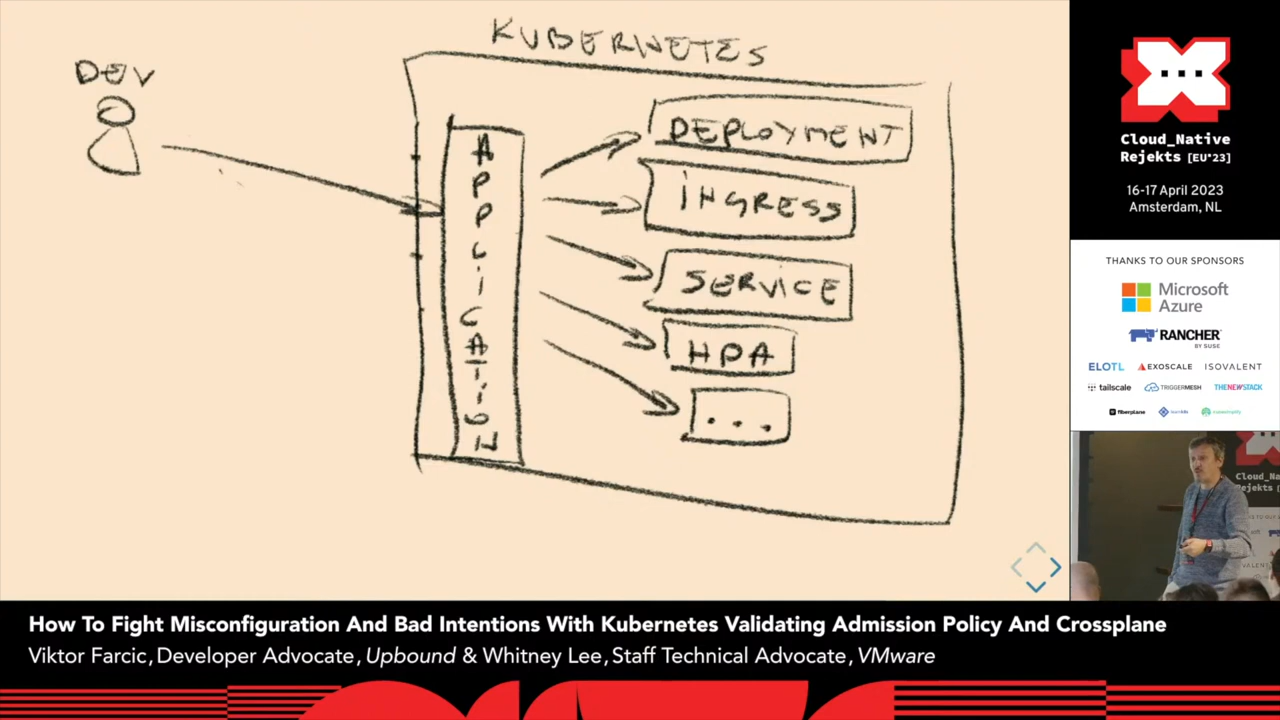 KUBERNETES
DEV
APPLICATION
DEPLOYMENT
INGRESS
SERVICE
HPA
...
Cloud_Native
Rejekts [EU*23]
16-17 April 2023
Amsterdam, NL
THANKS TO OUR SPONSORS
Microsoft
Azure
RANCHER
BY SUSE
ELOTL
EXOSCALE
ISOVALENT
tailscale
TRIGGERMESH
THENEWSTACK
fiberplane
Cloud_Na
Rejekts [E
How To Fight Misconfiguration And Bad Intentions With Kubernetes Validating Admission Policy And Crossplane
Viktor Farcic, Developer Advocate, Upbound & Whitney Lee, Staff Technical Advocate, VMware